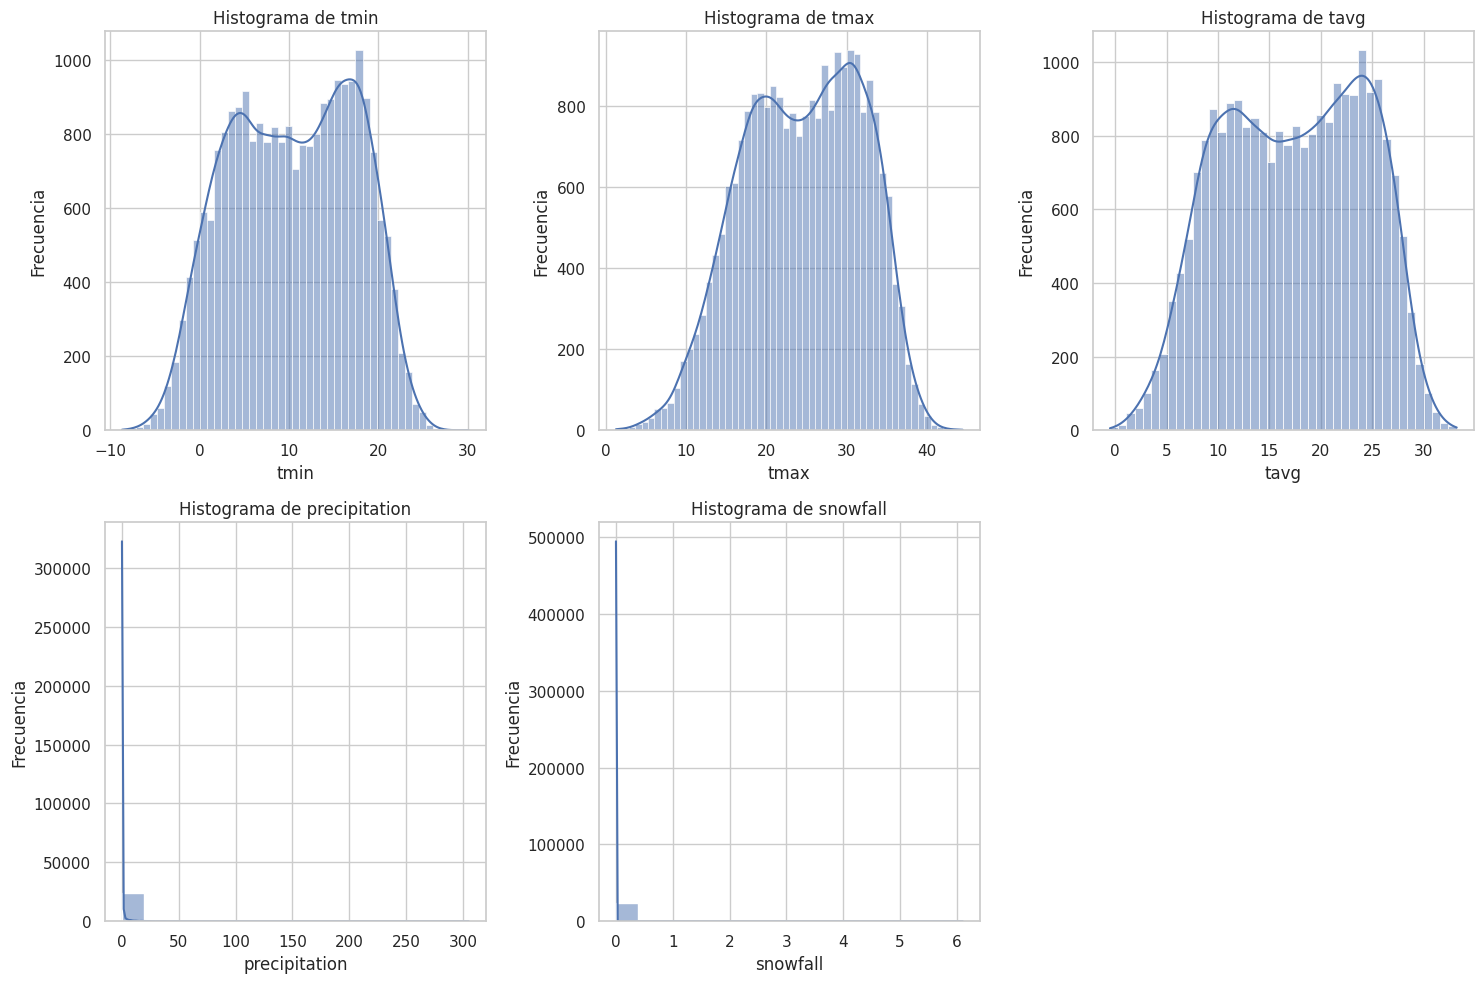 Histograma de tmin
1000
800
600
400
200
0
Frecuencia
−10 0 10 20 30
tmin
Histograma de tmax
800
600
400
200
0
Frecuencia
0 10 20 30 40
tmax
Histograma de tavg
1000
800
600
400
200
0
Frecuencia
0 5 10 15 20 25 30
tavg
Histograma de precipitation
300000
250000
200000
150000
100000
50000
0
Frecuencia
0 50 100 150 200 250 300
precipitation
Histograma de snowfall
500000
400000
300000
200000
100000
0
Frecuencia
0 1 2 3 4 5 6
snowfall